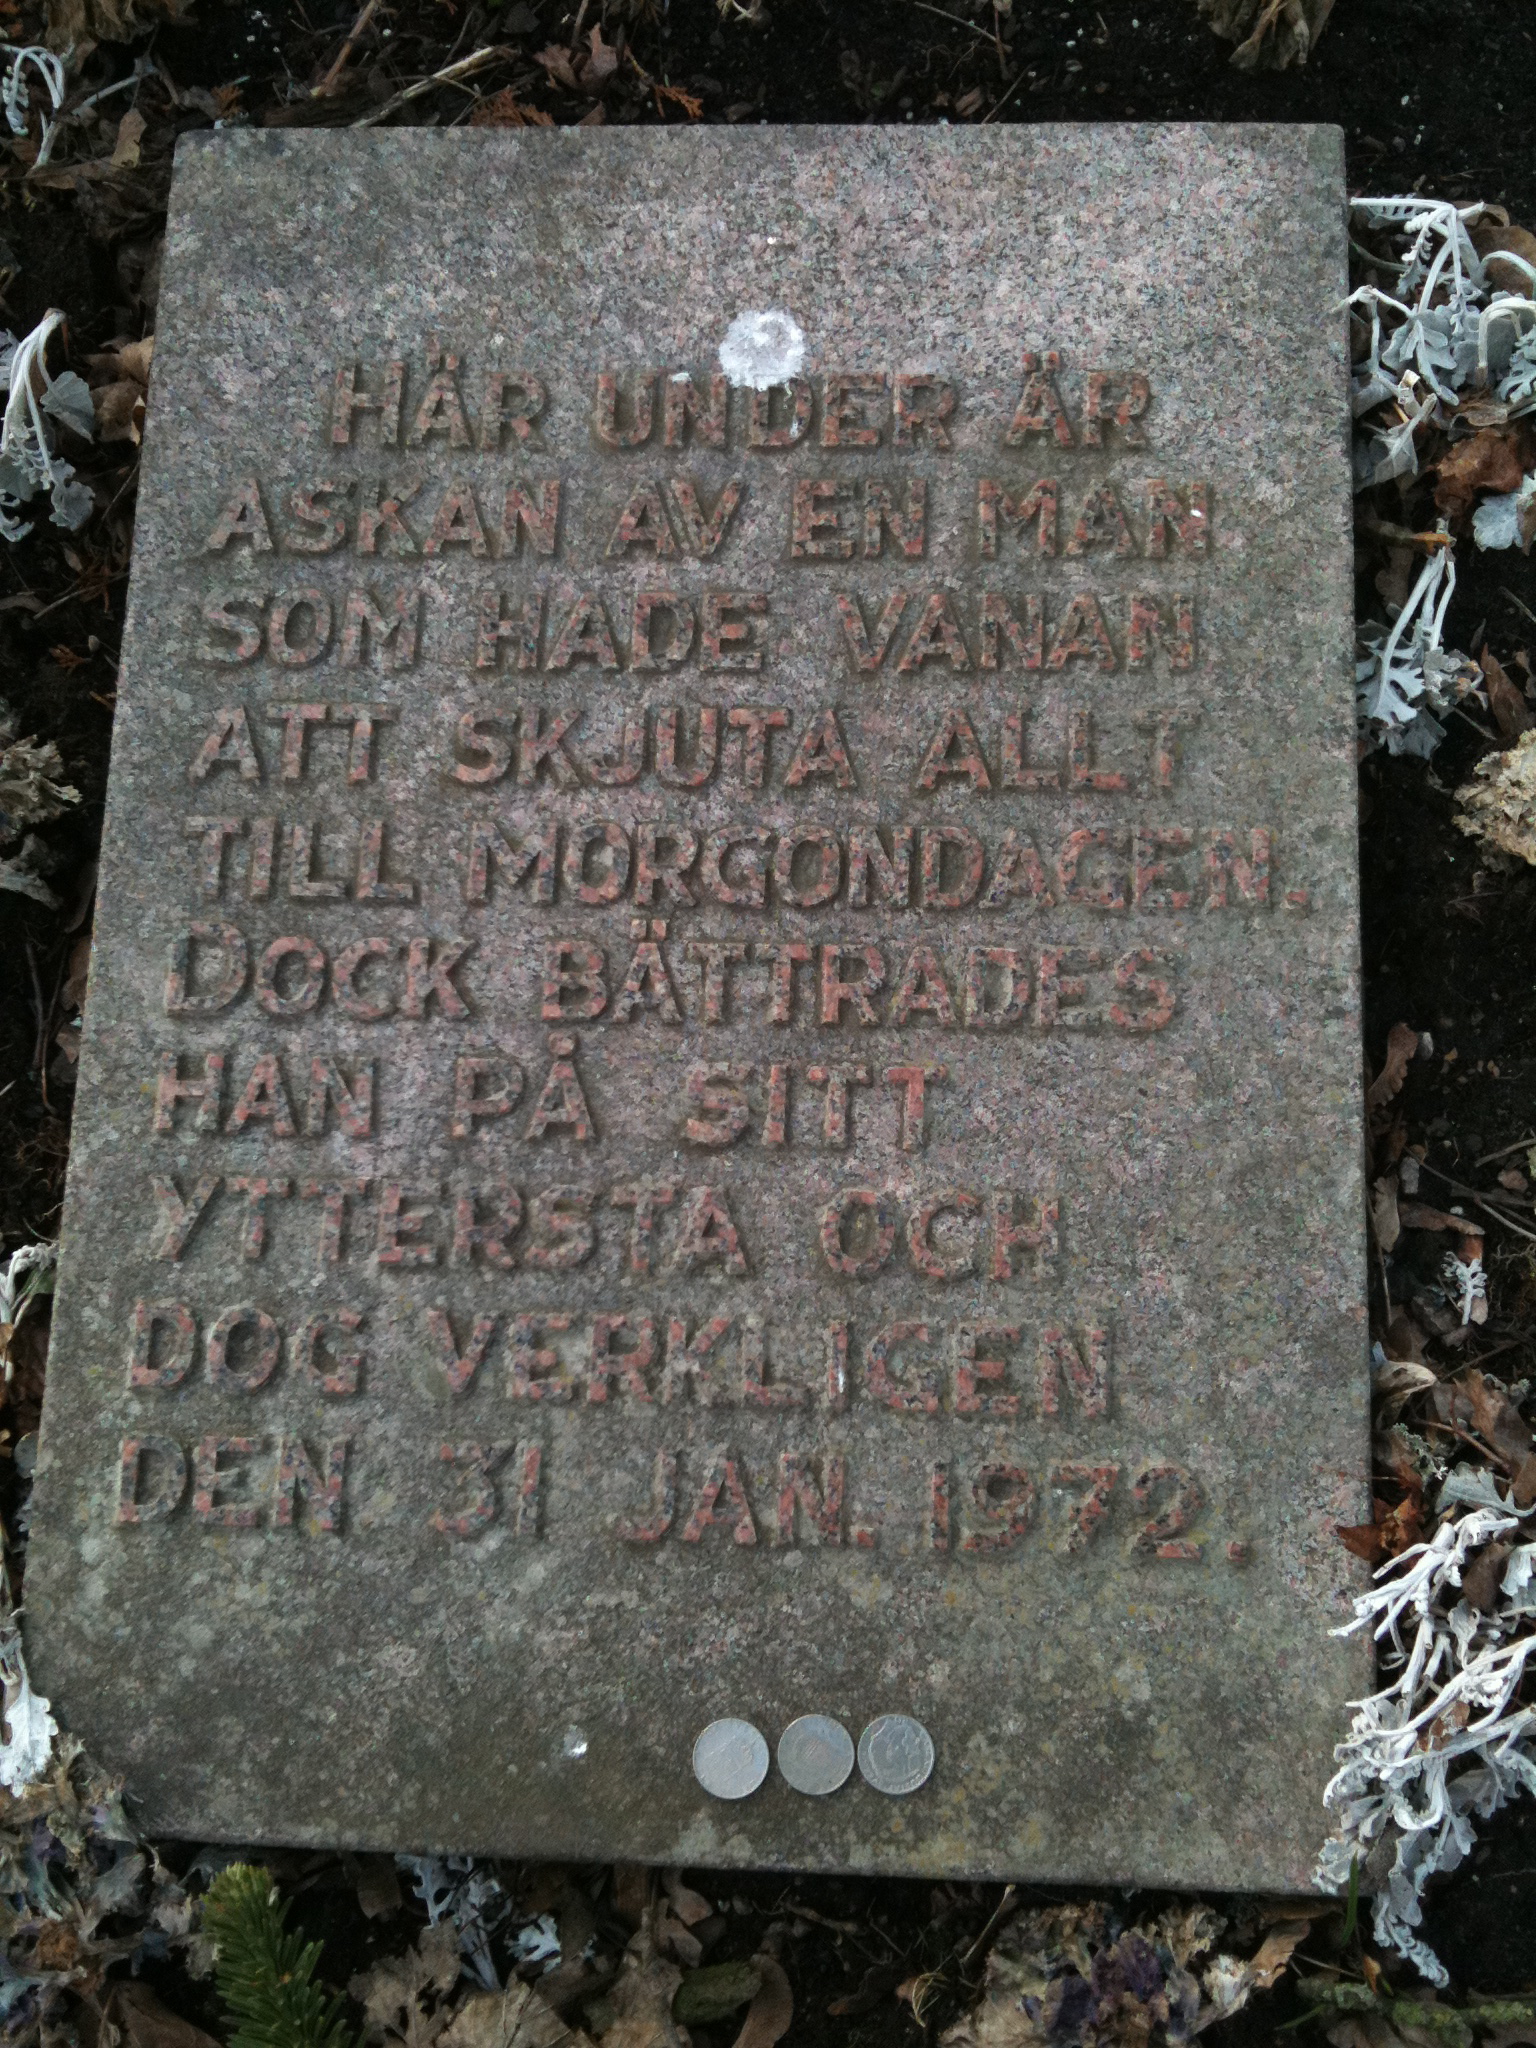 HÄR UNDER ÄR
ASKAN AV EN MAN
SOM HADE VANAN
ATT SKJUTA ALLT
TILL MORGONDAGEN.
DOCK BÄTTRADES
HAN PÅ SITT
YTTERSTA OCH
DOG VERKLIGEN
DEN 31 JAN. 1972.